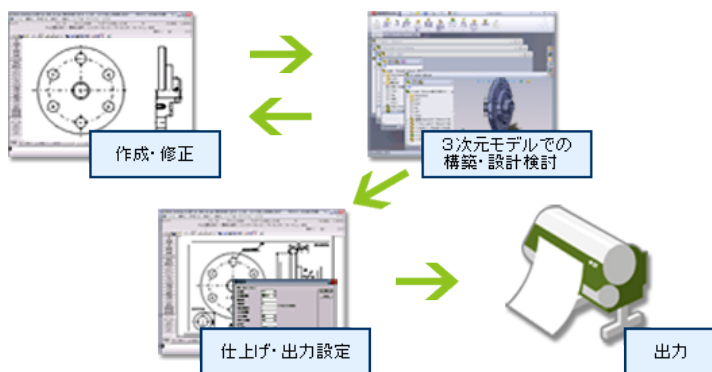 作成・修正
3次元モデルでの
構築・設計検討
仕上げ・出力設定
出力